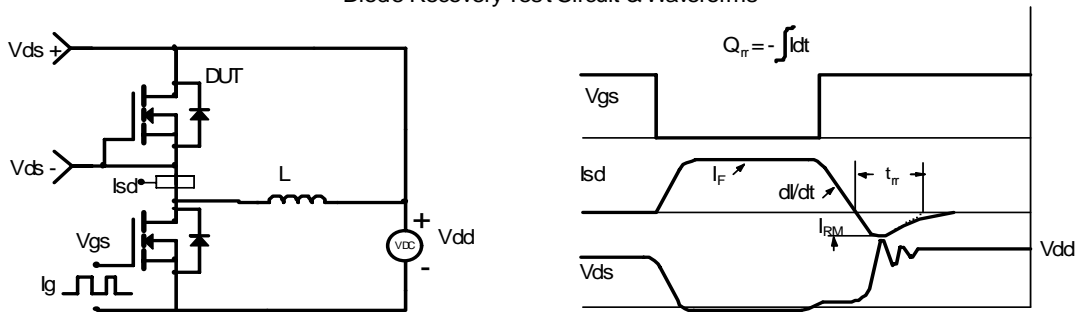 Diode Recovery Test Circuit & Waveforms
Vds +
DUT
Vds -
Isd
L
Vgs
Ig
VDC
+
Vdd
-
Qrr = - ∫Idt
Vgs
Isd
IF
dI/dt
trr
IRM
Vdd
Vds